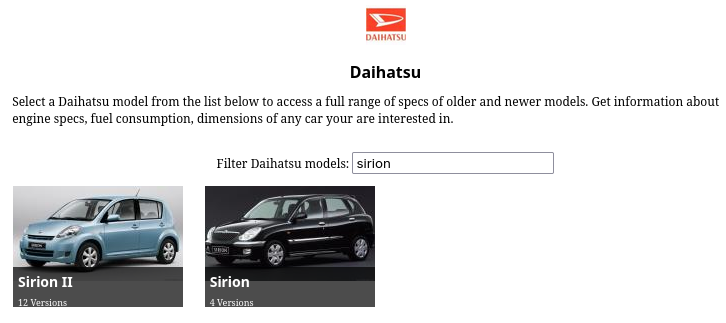 DAIHATSU
Daihatsu
Select a Daihatsu model from the list below to access a full range of specs of older and newer models. Get information about
engine specs, fuel consumption, dimensions of any car your are interested in.
Filter Daihatsu models: sirion
Sirion II
12 Versions
Sirion
4 Versions